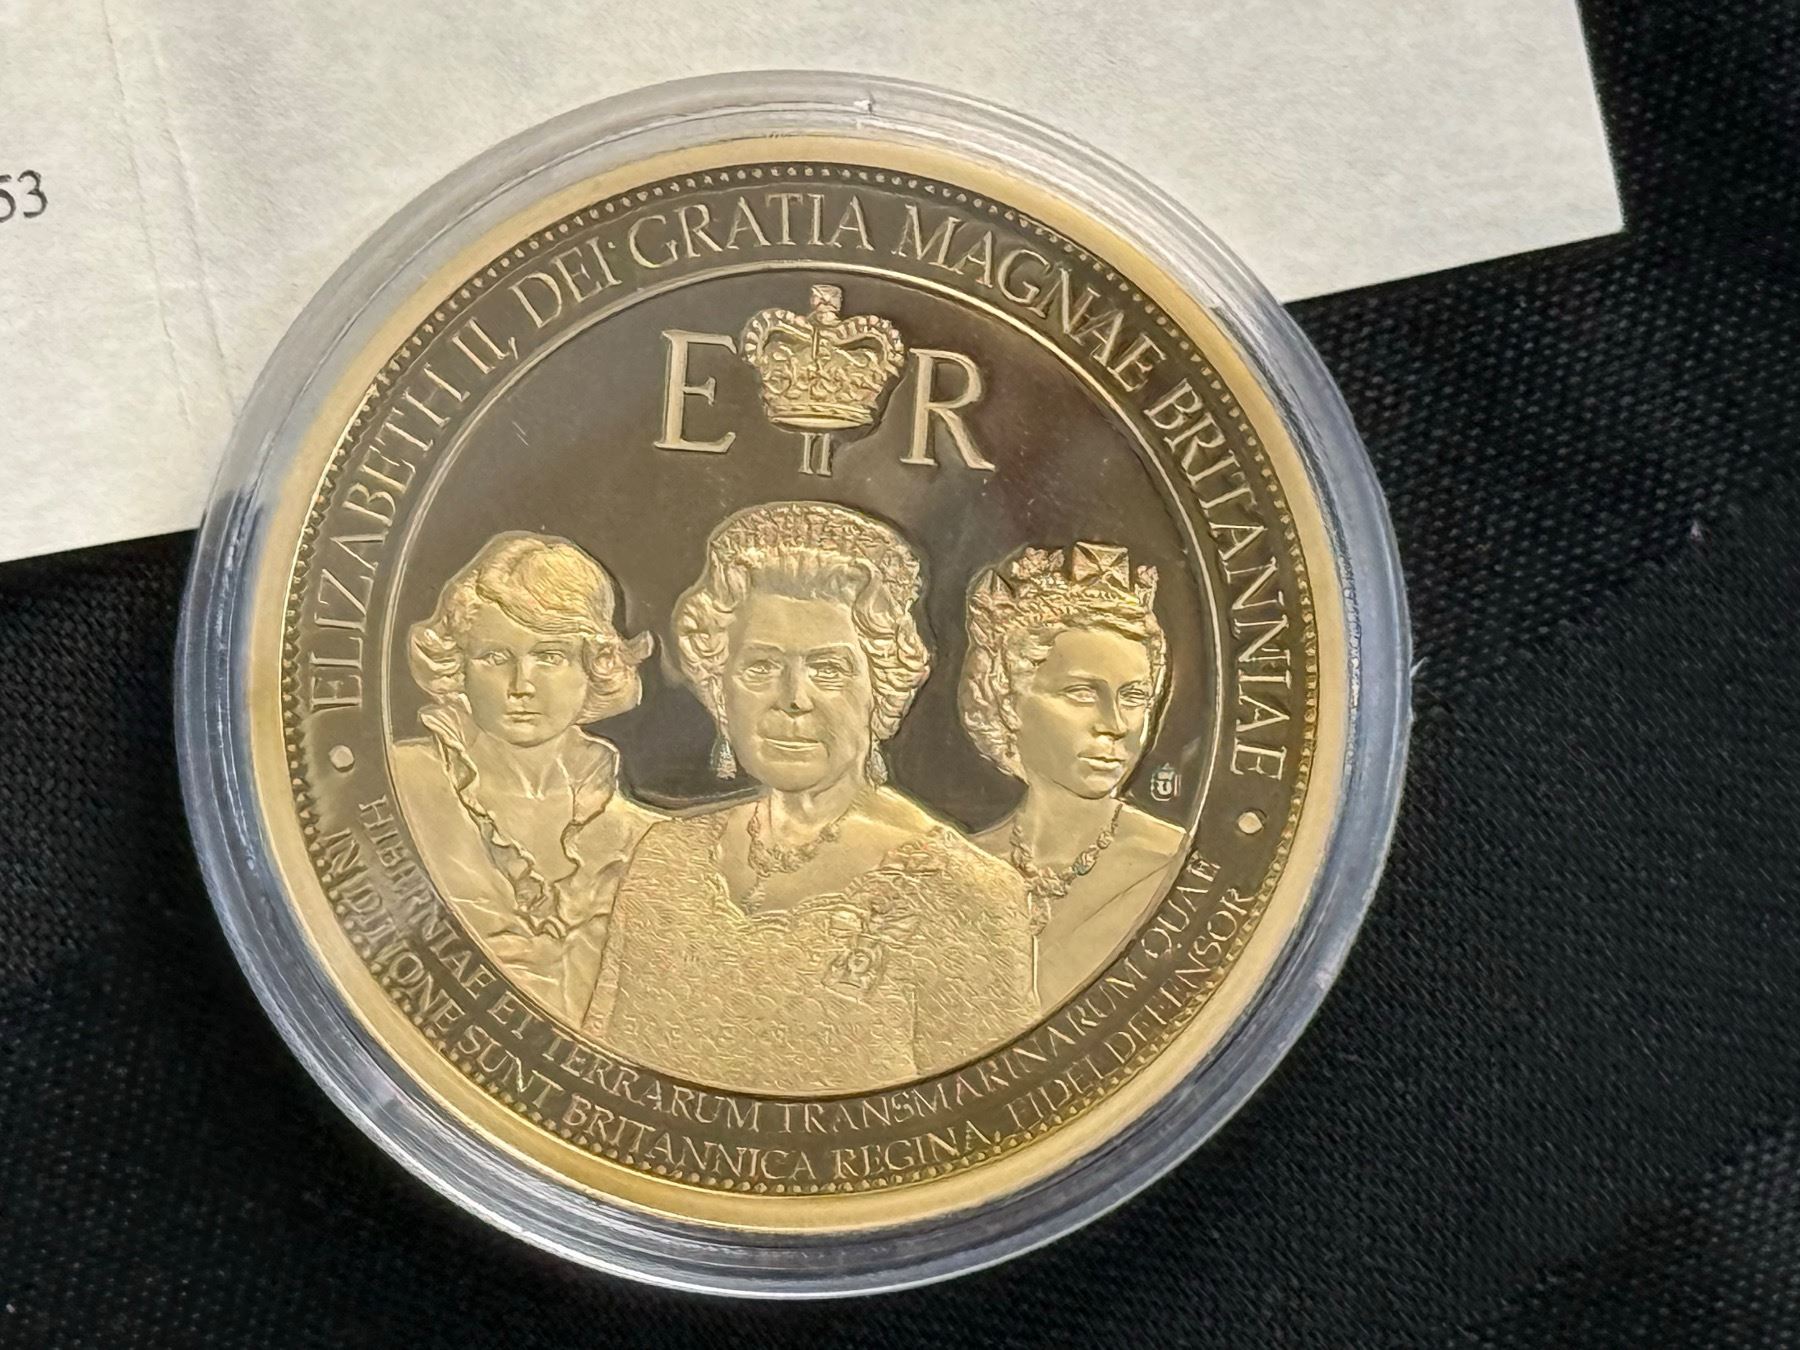 53
ELIZABETH II, DEI GRATIA MAGNAE BRITANNIAE
E II R
HIBERNIAE ET TERRARUM TRANSMARINARUM QUAE
IN DIJIONE SUNT BRITANNICA REGINA, FIDEI DEFENSOR